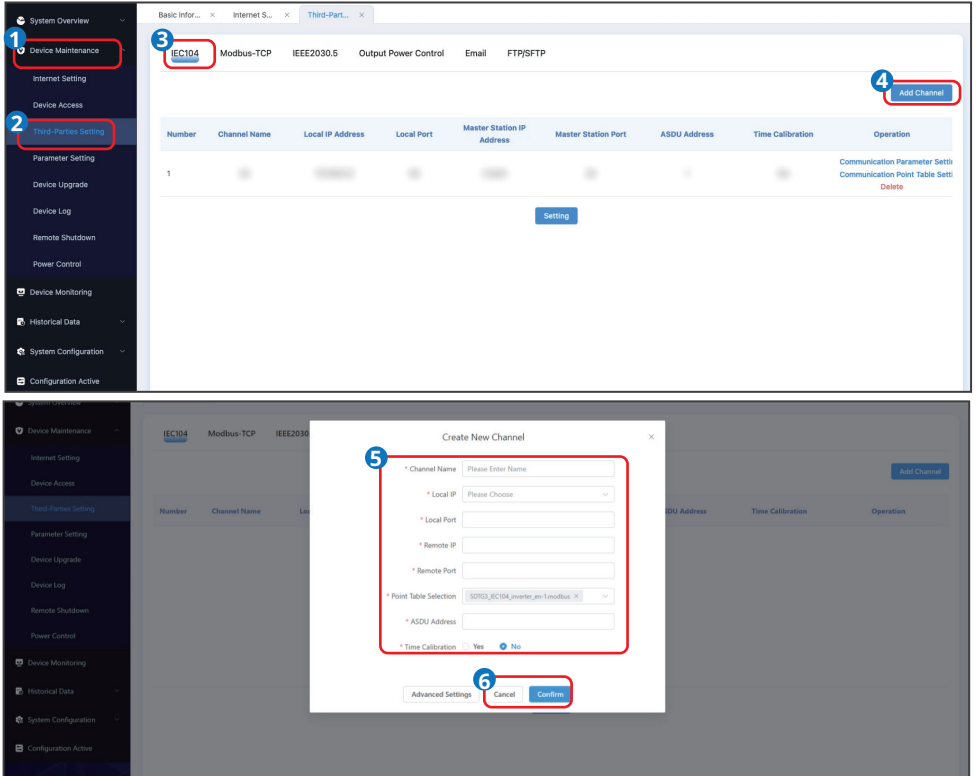 System Overview
Basic Infor... × Internet S... × Third-Part... ×
1
Device Maintenance
3
IEC104 Modbus-TCP IEEE2030.5 Output Power Control Email FTP/SFTP
Internet Setting
4
Add Channel
Device Access
2
Third-Parties Setting
Number Channel Name Local IP Address Local Port Master Station IP Address Master Station Port ASDU Address Time Calibration Operation
Parameter Setting
1
Communication Parameter Settin
Communication Point Table Setti
Delete
Device Upgrade
Device Log
Setting
Remote Shutdown
Power Control
Device Monitoring
Historical Data
System Configuration
Configuration Active
System Overview
Device Maintenance
IEC104 Modbus-TCP IEEE2030
Create New Channel ×
Internet Setting
5
* Channel Name Please Enter Name
Add Channel
Device Access
* Local IP Please Choose
Third-Parties Setting
Number Channel Name Loc
* Local Port
SDU Address Time Calibration Operation
Parameter Setting
* Remote IP
Device Upgrade
* Remote Port
Device Log
* Point Table Selection SDTG3_IEC104_inverter_en-1.modbus ×
Remote Shutdown
* ASDU Address
Power Control
* Time Calibration Yes No
Device Monitoring
6
Historical Data
Advanced Settings Cancel Confirm
System Configuration
Configuration Active